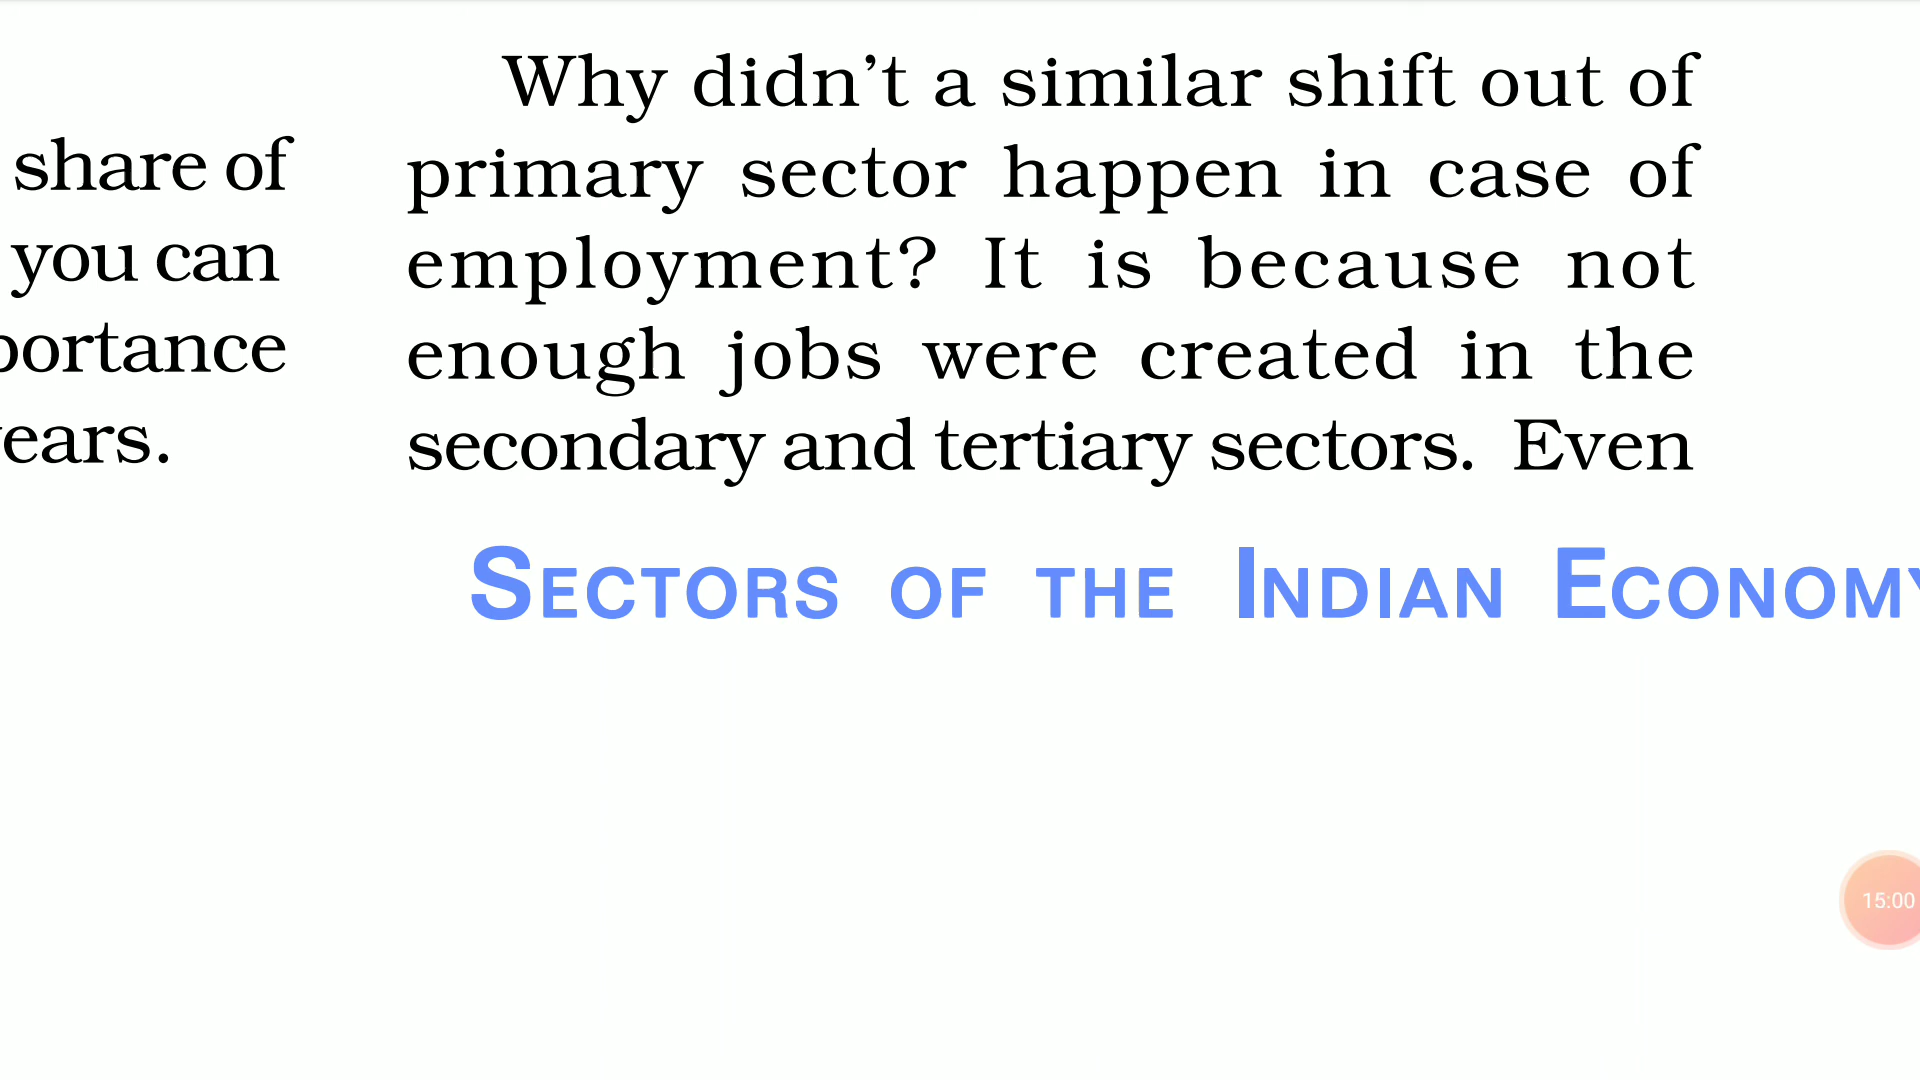 share of
you can
portance
ears.
Why didn’t a similar shift out of
primary sector happen in case of
employment? It is because not
enough jobs were created in the
secondary and tertiary sectors. Even
SECTORS OF THE INDIAN ECONOMY
15:00